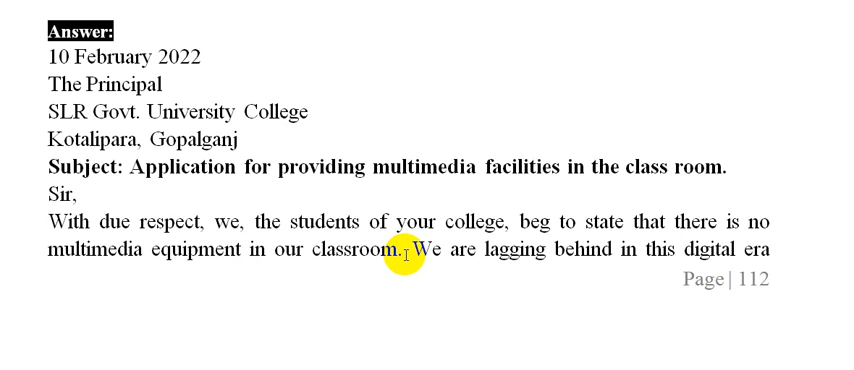 Answer:
10 February 2022
The Principal
SLR Govt. University College
Kotalipara, Gopalganj
Subject: Application for providing multimedia facilities in the class room.
Sir,
With due respect, we, the students of your college, beg to state that there is no
multimedia equipment in our classroom. We are lagging behind in this digital era
Page | 112